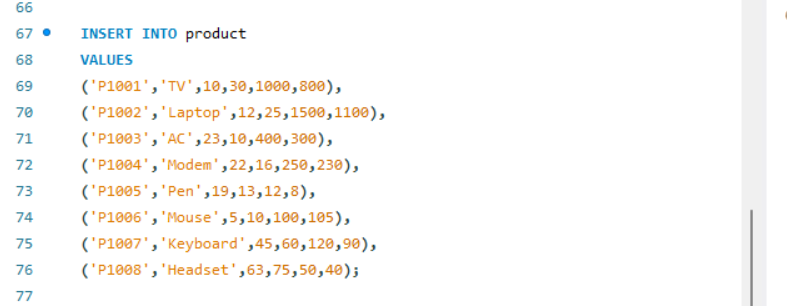 66
67 INSERT INTO product
68 VALUES
69 ('P1001','TV',10,30,1000,800),
70 ('P1002','Laptop',12,25,1500,1100),
71 ('P1003','AC',23,10,400,300),
72 ('P1004','Modem',22,16,250,230),
73 ('P1005','Pen',19,13,12,8),
74 ('P1006','Mouse',5,10,100,105),
75 ('P1007','Keyboard',45,60,120,90),
76 ('P1008','Headset',63,75,50,40);
77